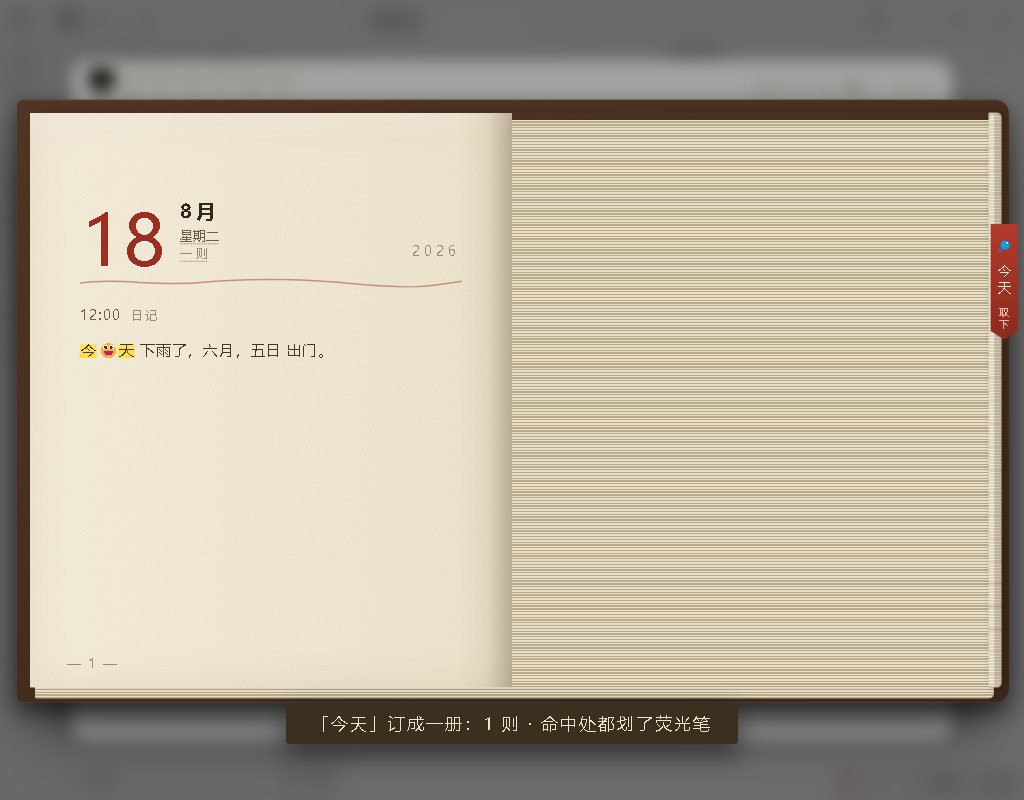 18
8月
星期二
一 则
2026
12:00 日记
今😀天 下雨了，六月，五日 出门。
— 1 —
今天
取下
「今天」订成一册：1 则 · 命中处都划了荧光笔